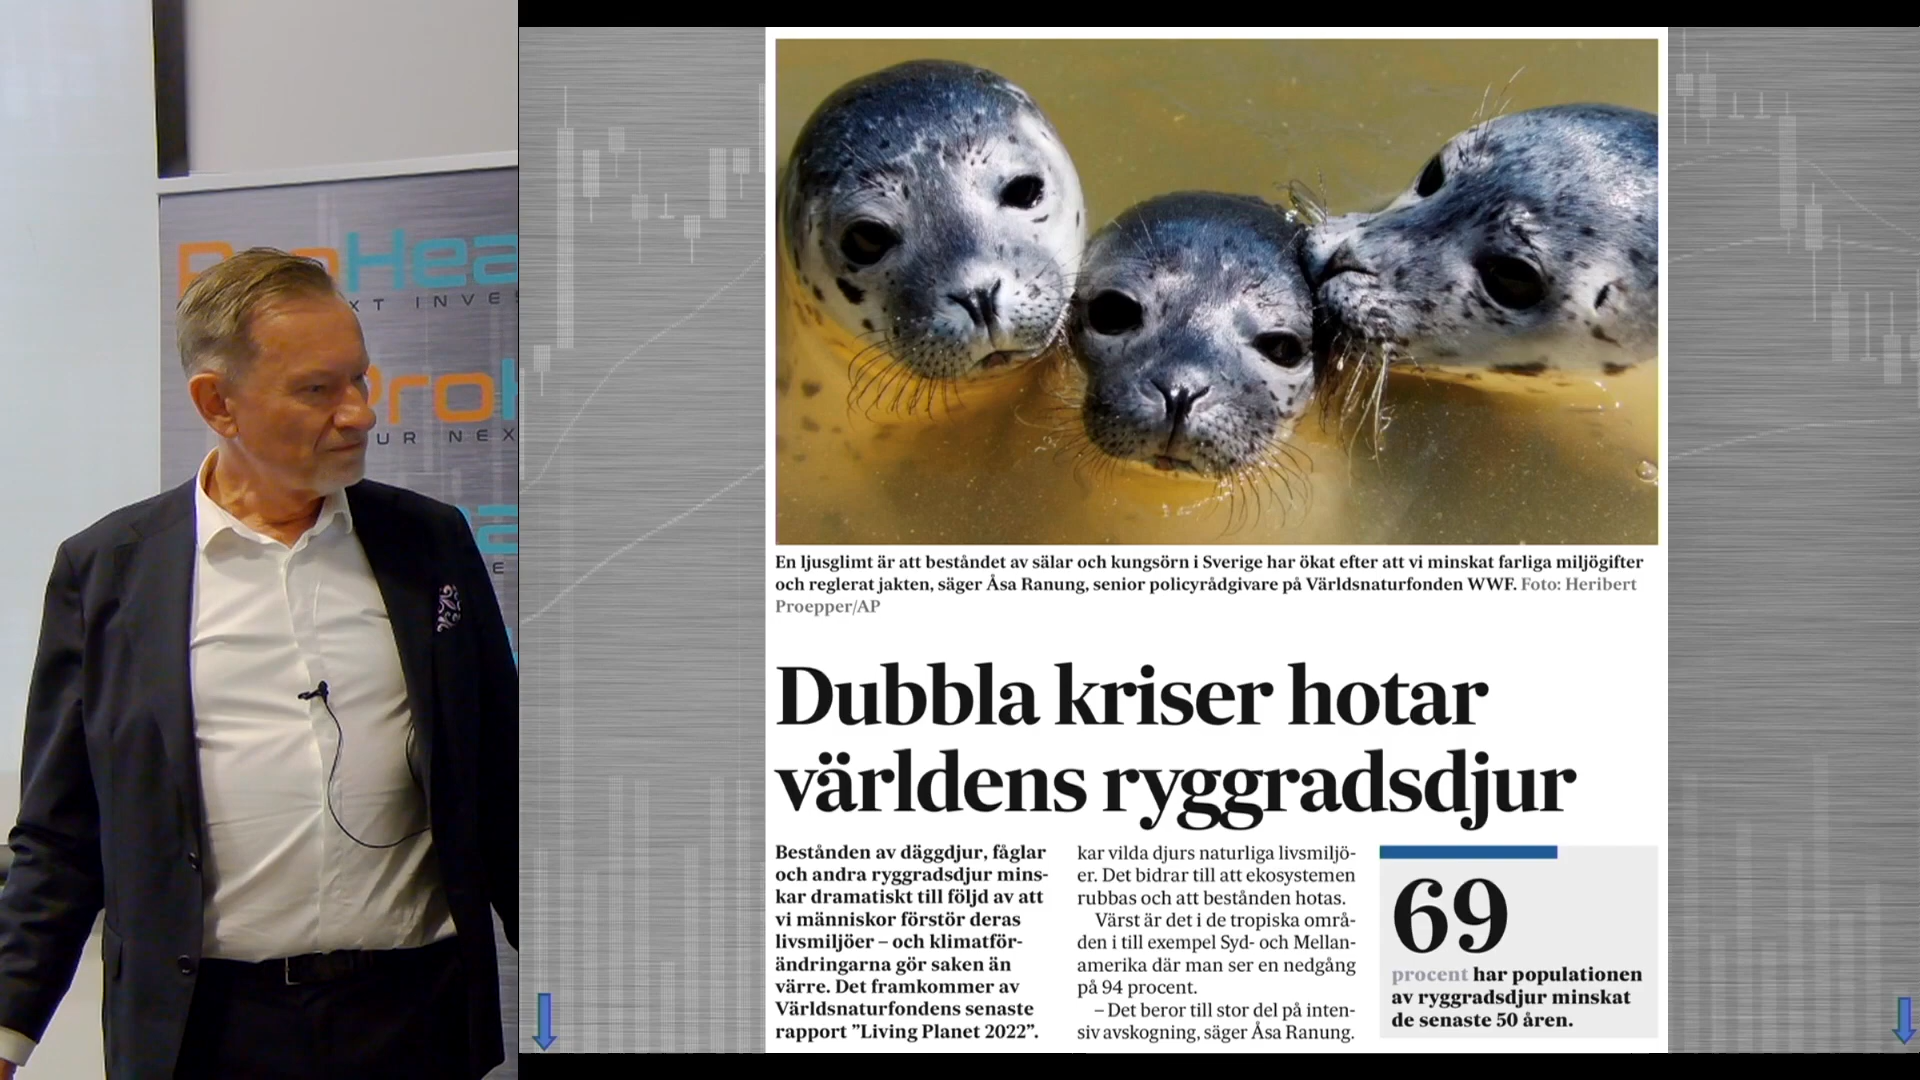 ProHea
XT INVES
Pro
UR NEX
En ljusglimt är att beståndet av sälar och kungsörn i Sverige har ökat efter att vi minskat farliga miljögifter
och reglerat jakten, säger Åsa Ranung, senior policyrådgivare på Världsnaturfonden WWF. Foto: Heribert
Proepper/AP
Dubbla kriser hotar
världens ryggradsdjur
Bestånden av däggdjur, fåglar
och andra ryggradsdjur mins-
kar dramatiskt till följd av att
vi människor förstör deras
livsmiljöer – och klimatför-
ändringarna gör saken än
värre. Det framkommer av
Världsnaturfondens senaste
rapport ”Living Planet 2022”.
kar vilda djurs naturliga livsmiljö-
er. Det bidrar till att ekosystemen
rubbas och att bestånden hotas.
Värst är det i de tropiska områ-
den i till exempel Syd- och Mellan-
amerika där man ser en nedgång
på 94 procent.
– Det beror till stor del på inten-
siv avskogning, säger Åsa Ranung.
69
procent har populationen
av ryggradsdjur minskat
de senaste 50 åren.